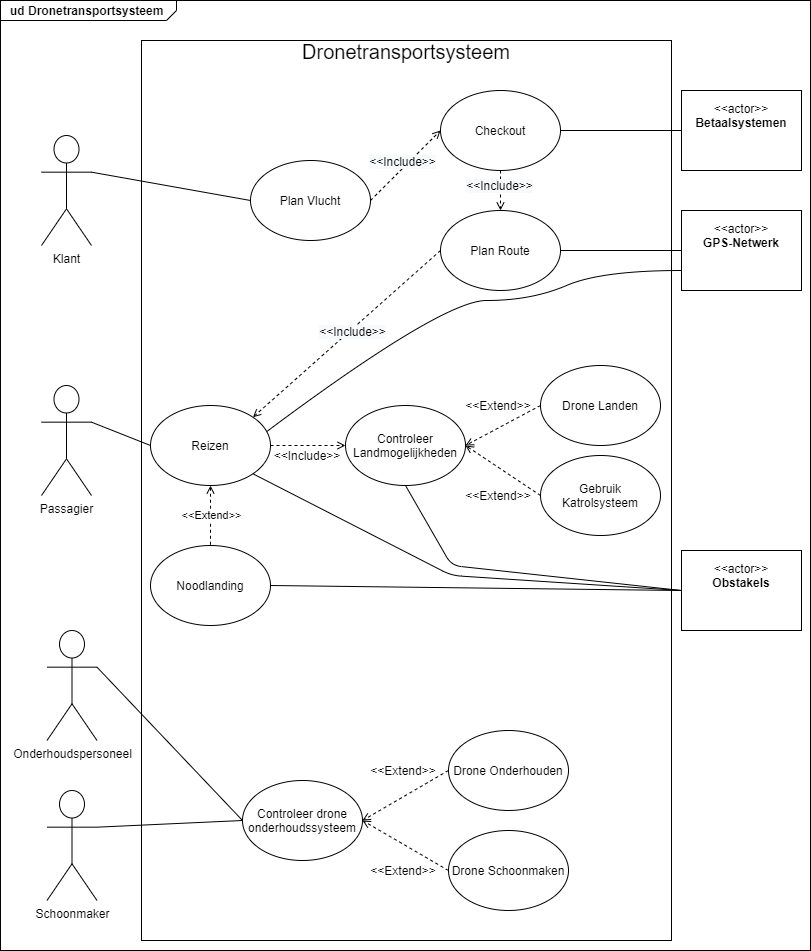 ud Dronetransportsysteem
Dronetransportsysteem
Checkout
<<actor>>
Betaalsystemen
<<Include>>
Plan Vlucht
<<Include>>
Klant
Plan Route
<<actor>>
GPS-Netwerk
<<Include>>
Passagier
Reizen
<<Include>>
Controleer
Landmogelijkheden
<<Extend>>
Drone Landen
<<Extend>>
Gebruik
Katrolsysteem
<<Extend>>
Noodlanding
<<actor>>
Obstakels
Onderhoudspersoneel
<<Extend>>
Drone Onderhouden
Controleer drone
onderhoudssysteem
<<Extend>>
Drone Schoonmaken
Schoonmaker